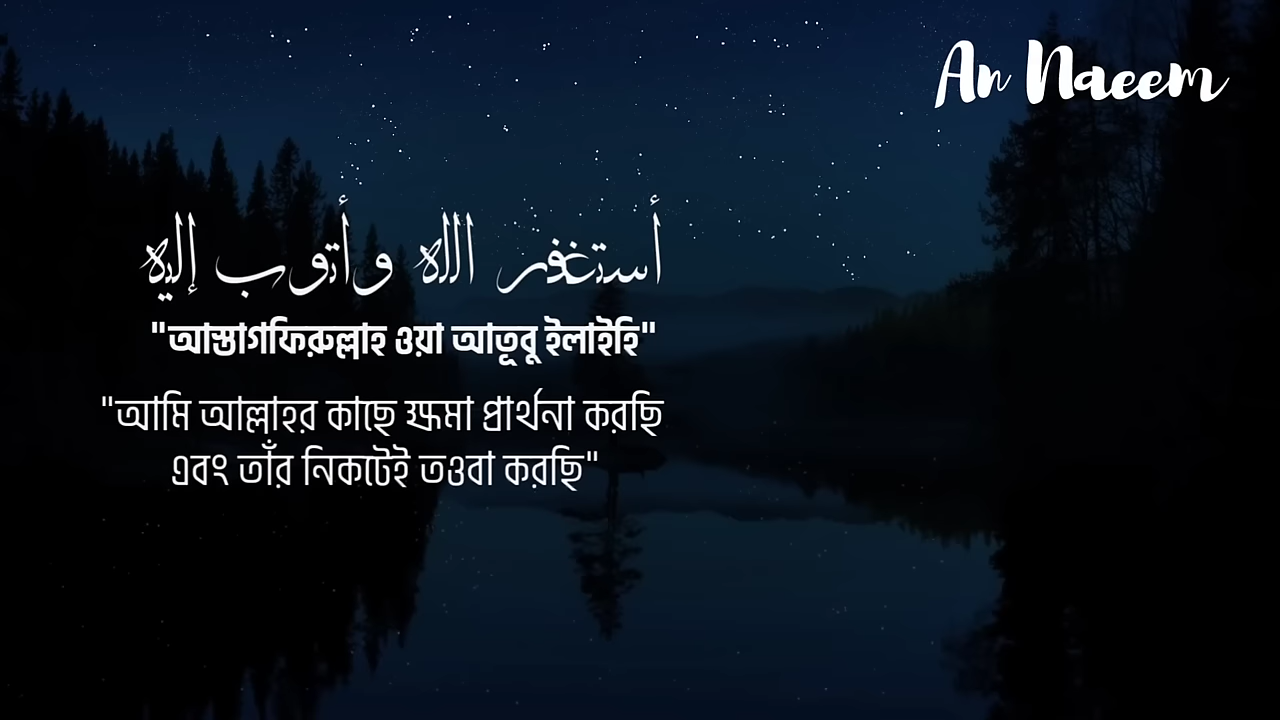 An Naeem
أستغفر الله وأتوب إليه
"আস্তাগফিরুল্লাহ ওয়া আতূবু ইলাইহি"
"আমি আল্লাহর কাছে ক্ষমা প্রার্থনা করছি
এবং তাঁর নিকটেই তওবা করছি"